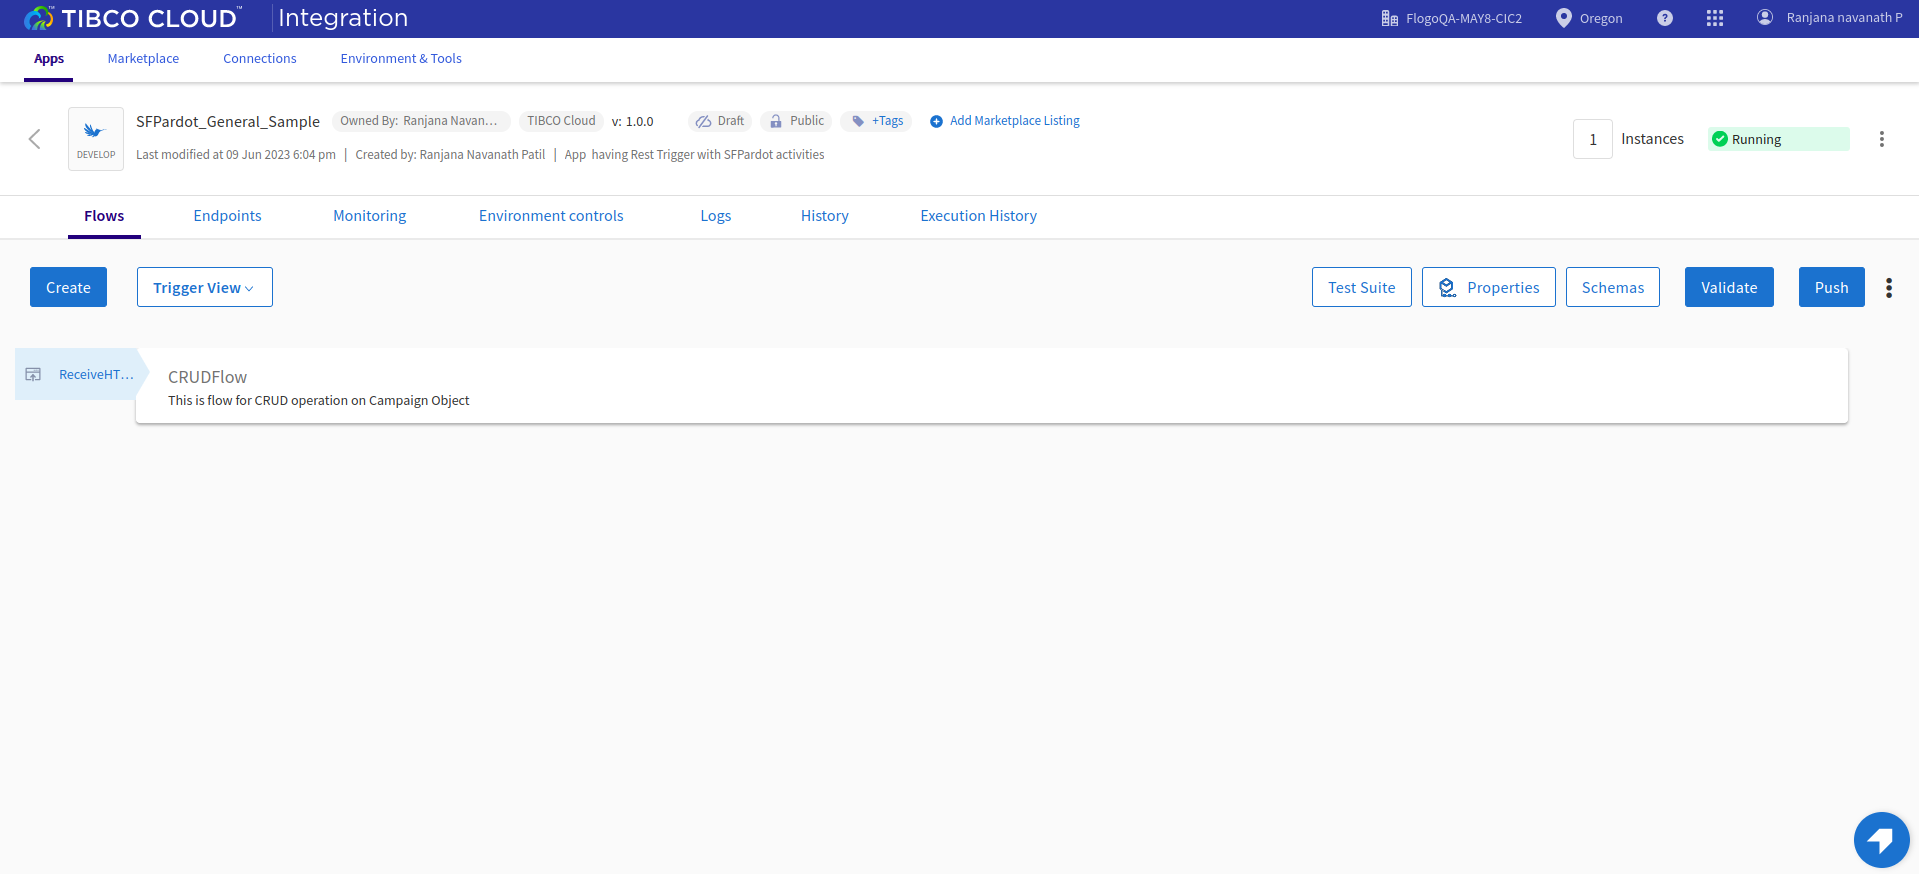 TIBCO CLOUD™ Integration FlogoQA-MAY8-CIC2 Oregon ? Ranjana navanath P
Apps Marketplace Connections Environment & Tools
SFPardot_General_Sample Owned By: Ranjana Navan... TIBCO Cloud v: 1.0.0 Draft Public +Tags Add Marketplace Listing
1 Instances Running
DEVELOP
Last modified at 09 Jun 2023 6:04 pm | Created by: Ranjana Navanath Patil | App having Rest Trigger with SFPardot activities
Flows Endpoints Monitoring Environment controls Logs History Execution History
Create Trigger View Test Suite Properties Schemas Validate Push
ReceiveHT... CRUDFlow
This is flow for CRUD operation on Campaign Object